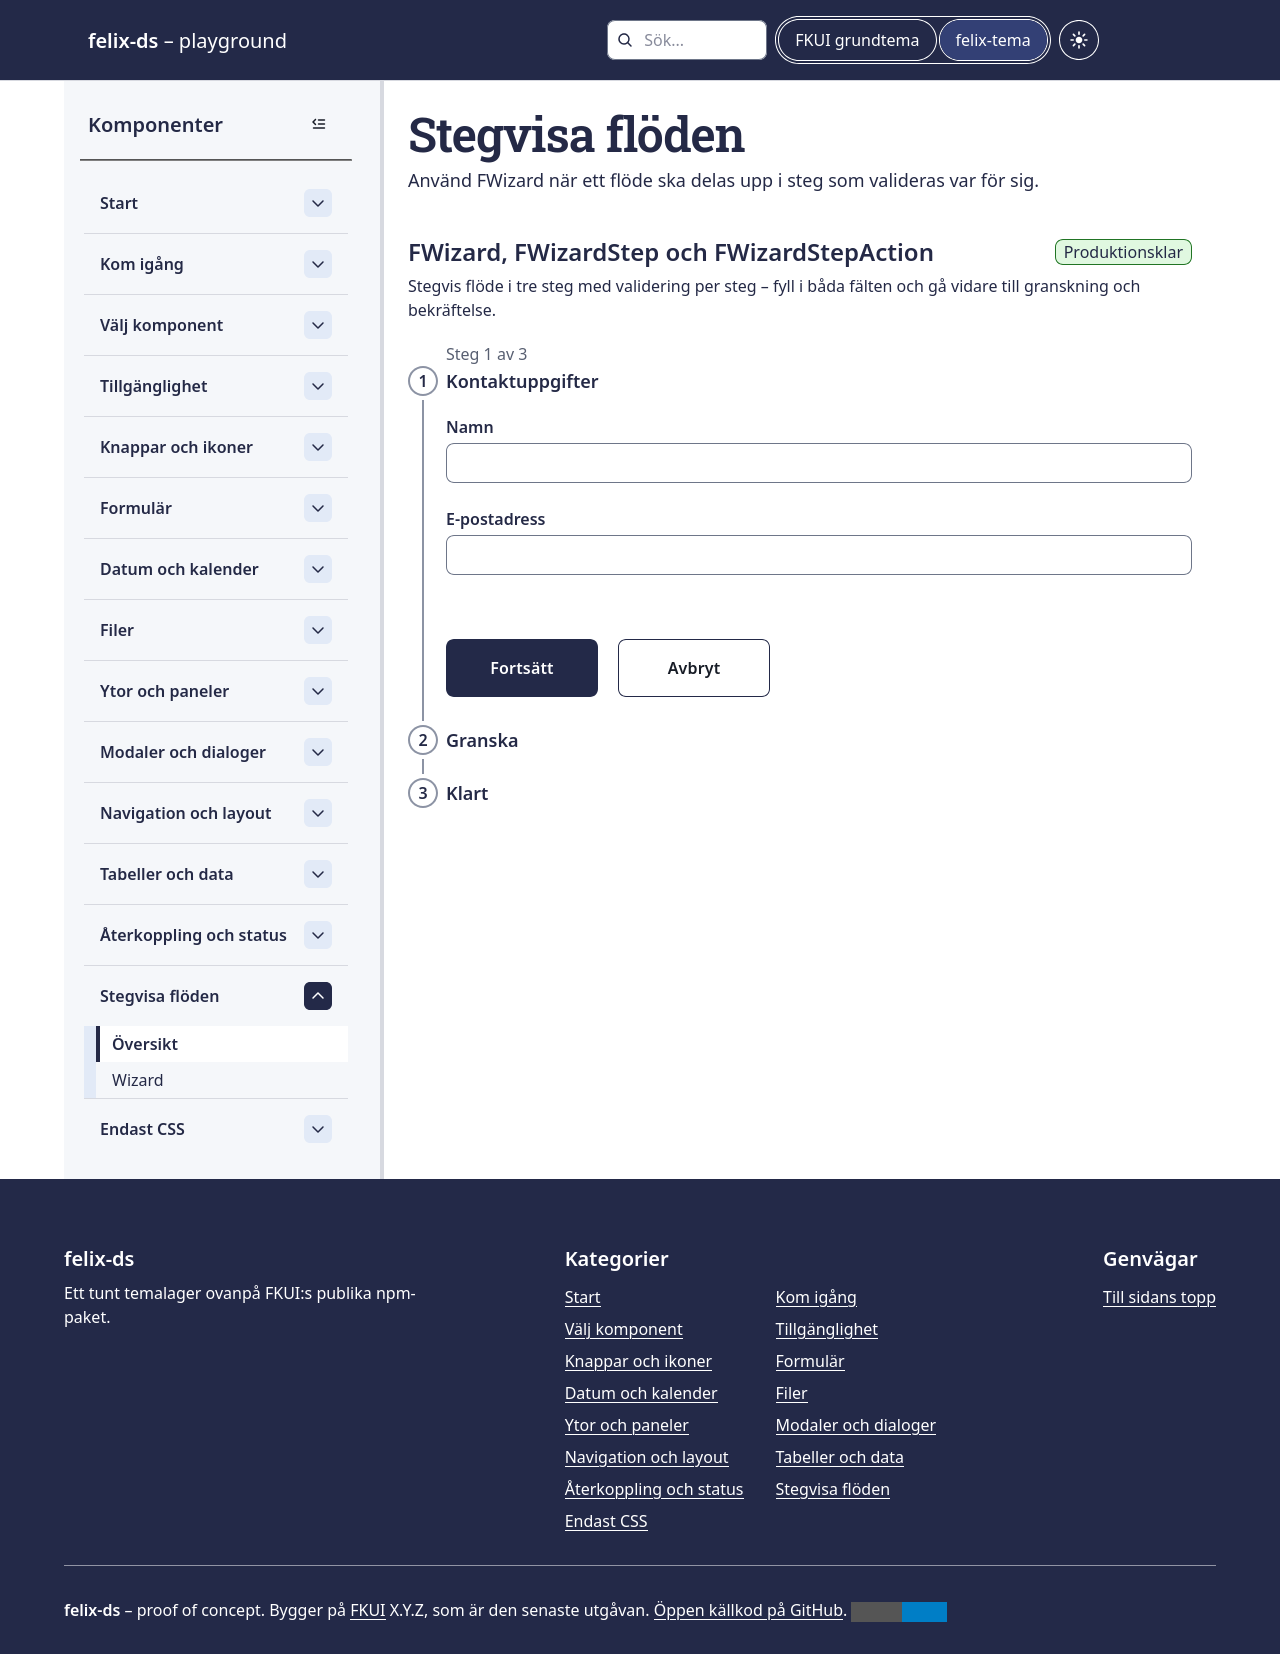 felix-ds – playground
Sök...
FKUI grundtema
felix-tema
Komponenter
Start
Kom igång
Välj komponent
Tillgänglighet
Knappar och ikoner
Formulär
Datum och kalender
Filer
Ytor och paneler
Modaler och dialoger
Navigation och layout
Tabeller och data
Återkoppling och status
Stegvisa flöden
Översikt
Wizard
Endast CSS
Stegvisa flöden
Använd FWizard när ett flöde ska delas upp i steg som valideras var för sig.
FWizard, FWizardStep och FWizardStepAction
Produktionsklar
Stegvis flöde i tre steg med validering per steg – fyll i båda fälten och gå vidare till granskning och
bekräftelse.
Steg 1 av 3
1 Kontaktuppgifter
Namn
E-postadress
Fortsätt
Avbryt
2 Granska
3 Klart
felix-ds
Ett tunt temalager ovanpå FKUI:s publika npm-
paket.
Kategorier
Start
Kom igång
Välj komponent
Tillgänglighet
Knappar och ikoner
Formulär
Datum och kalender
Filer
Ytor och paneler
Modaler och dialoger
Navigation och layout
Tabeller och data
Återkoppling och status
Stegvisa flöden
Endast CSS
Genvägar
Till sidans topp
felix-ds – proof of concept. Bygger på FKUI X.Y.Z, som är den senaste utgåvan. Öppen källkod på GitHub.